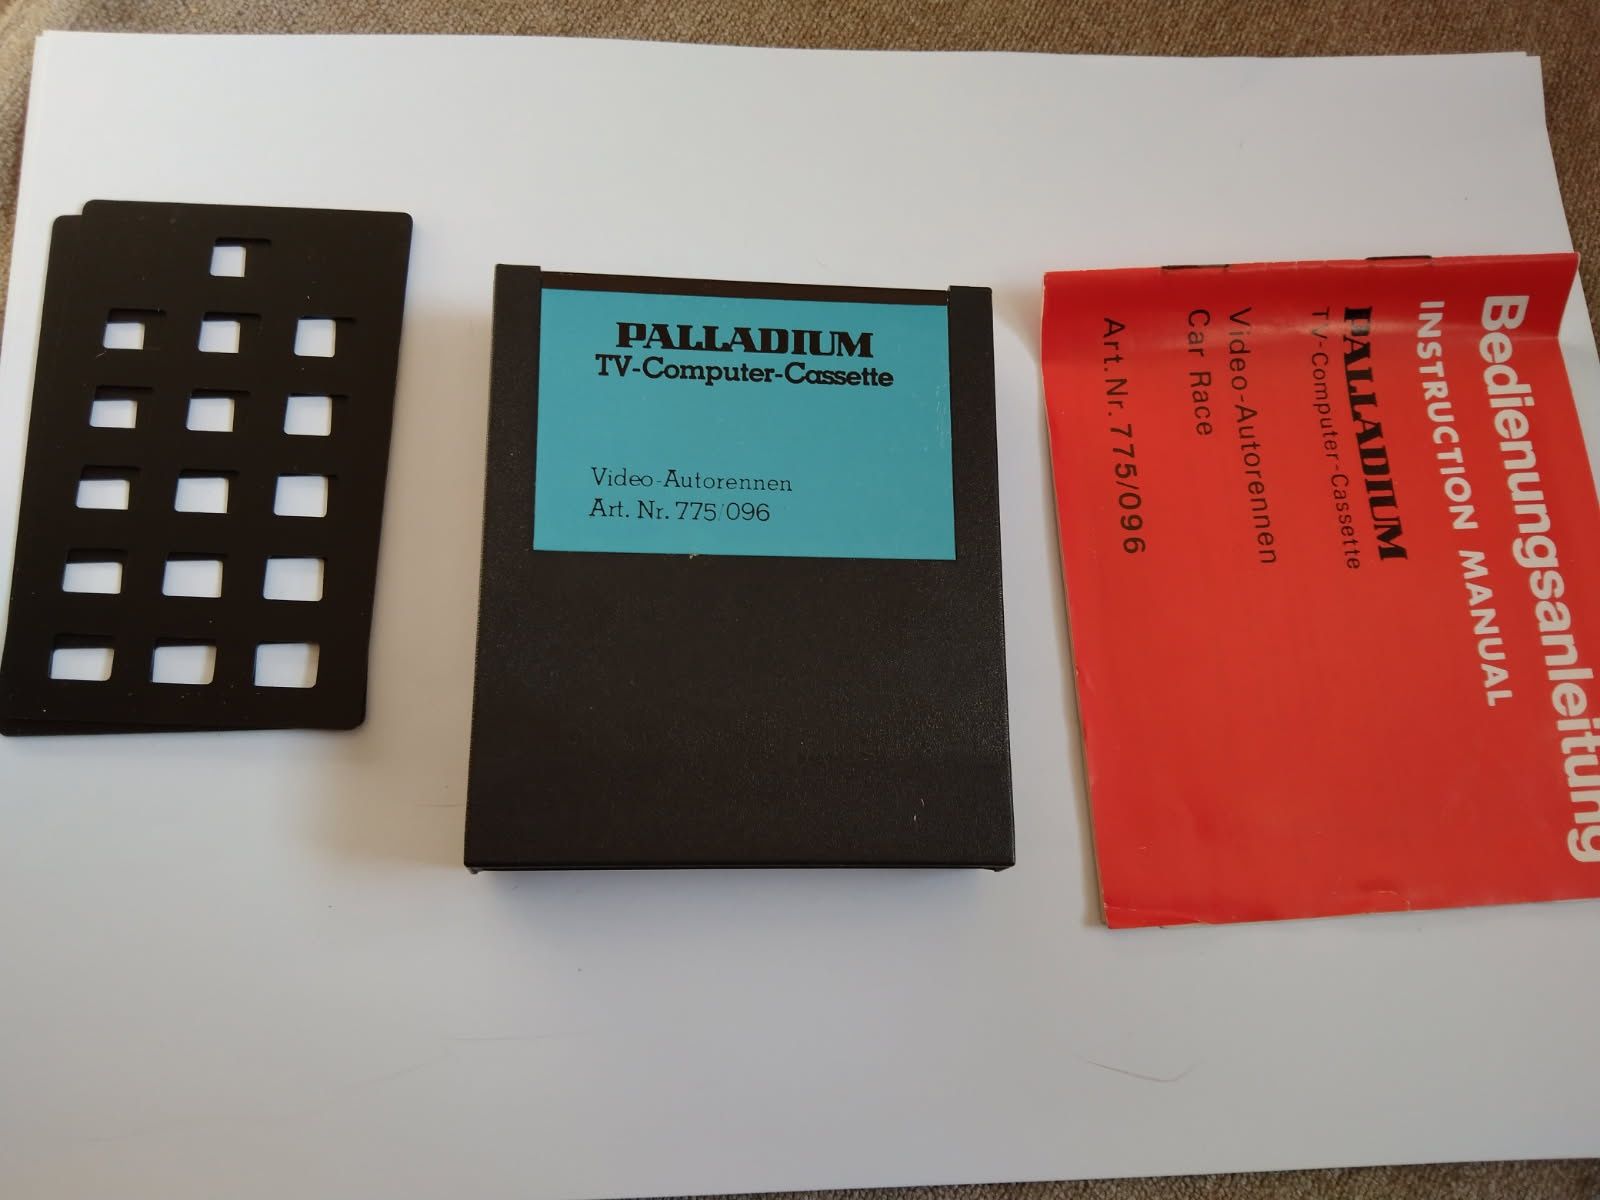 PALLADIUM
TV-Computer-Cassette
Video-Autorennen
Art. Nr. 775/096
Bedienungsanleitung
INSTRUCTION MANUAL
PALLADIUM
TV-Computer-Cassette
Video-Autorennen
Car Race
Art.Nr. 775/096